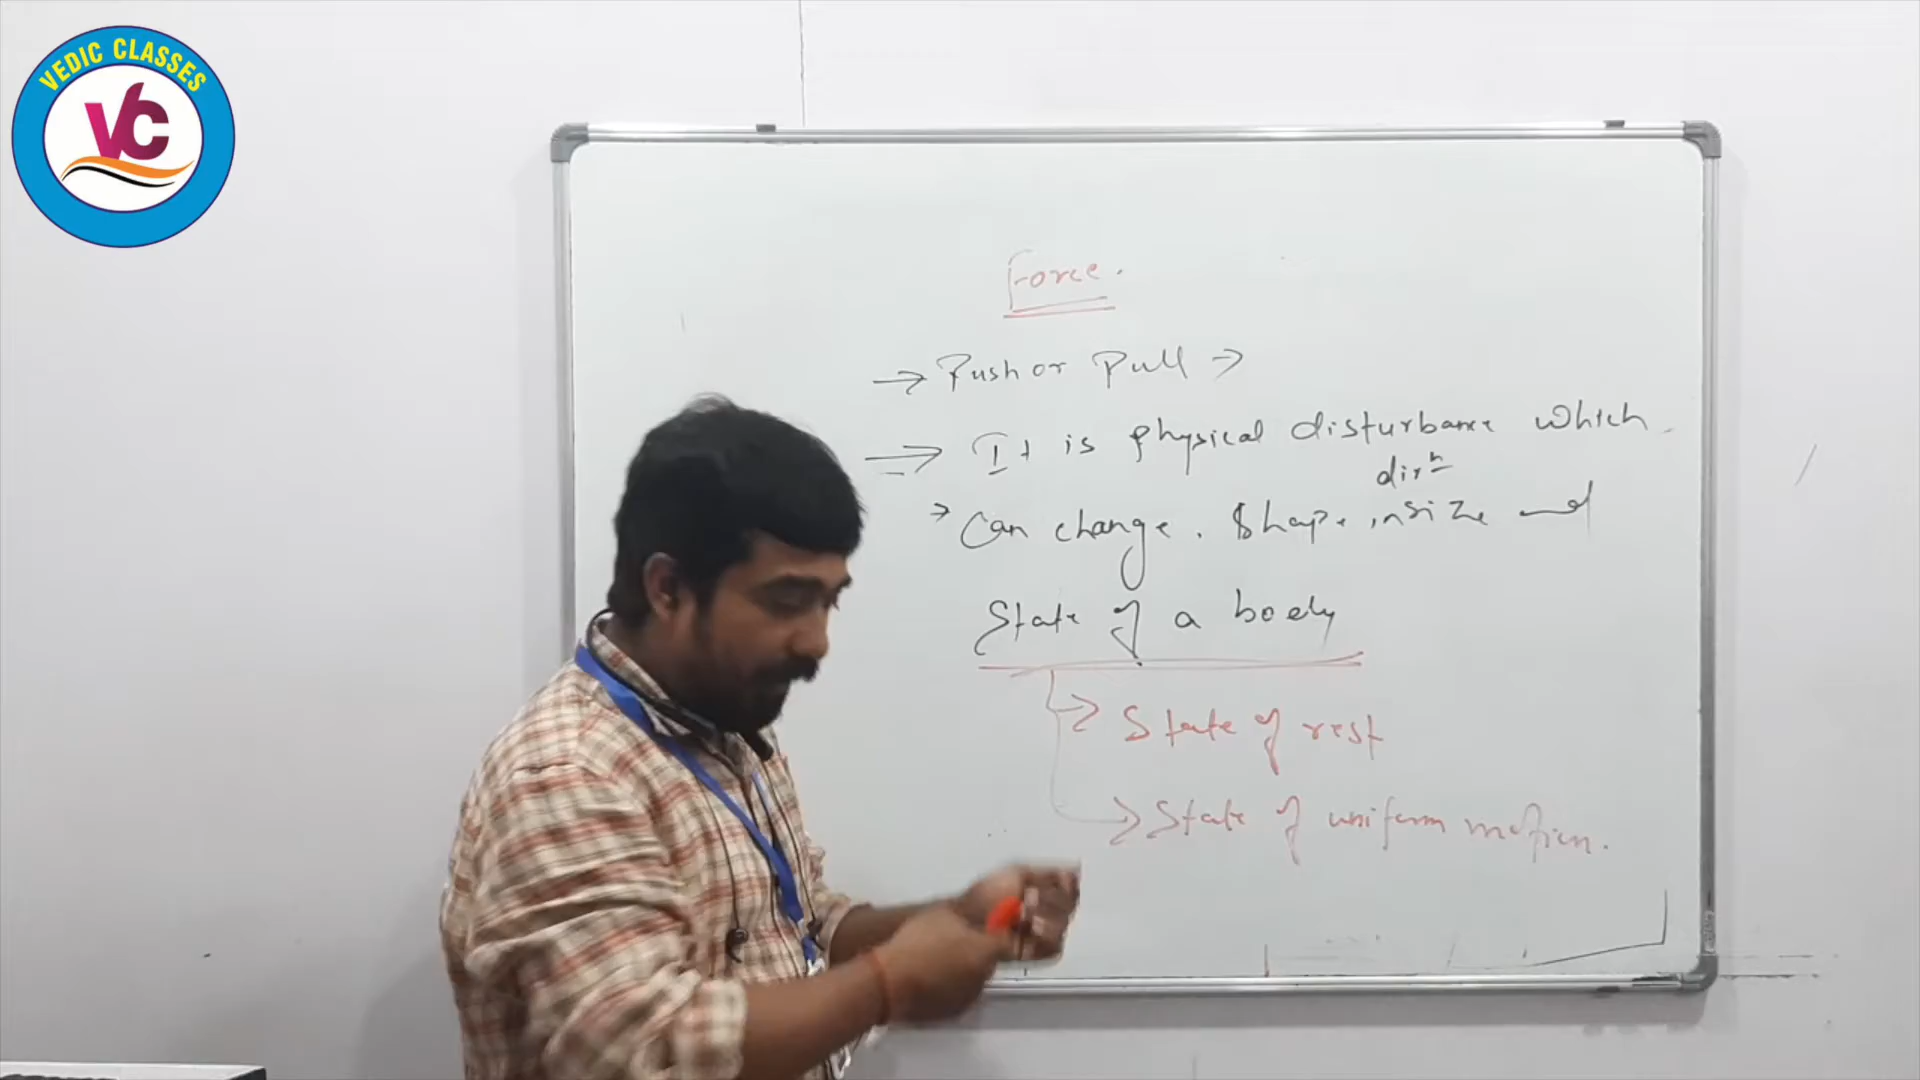 VEDIC CLASSES
VC
Force.
→ Push or Pull →
⇒ It is physical disturbance which
dirⁿ
→ Can change. Shape, size and
State of a body
→ State of rest
→ State of uniform motion.